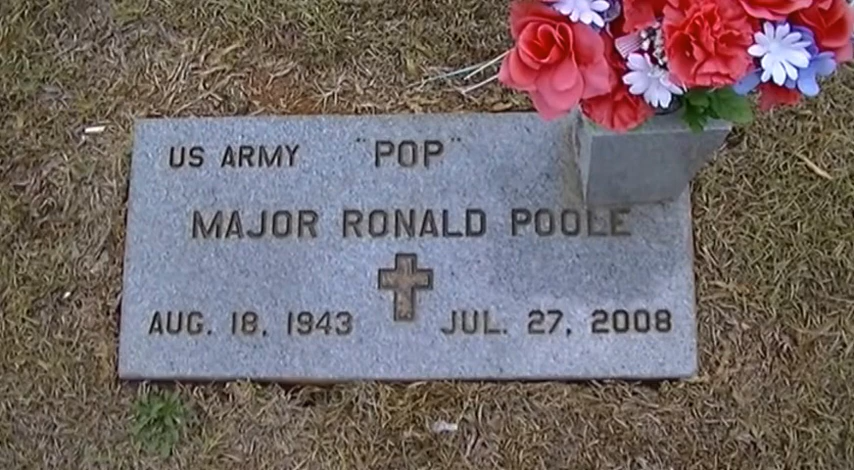 US ARMY "POP"
MAJOR RONALD POOLE
AUG. 18, 1943 JUL. 27, 2008